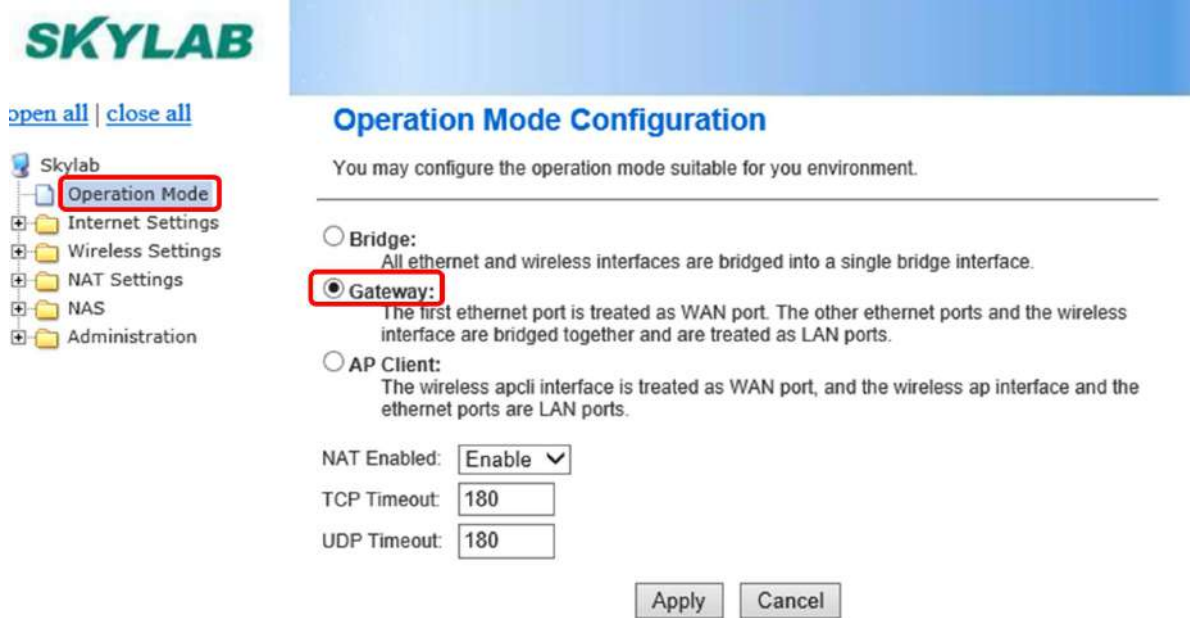 SKYLAB
open all | close all
Skylab
Operation Mode
Internet Settings
Wireless Settings
NAT Settings
NAS
Administration
Operation Mode Configuration
You may configure the operation mode suitable for you environment.
Bridge:
All ethernet and wireless interfaces are bridged into a single bridge interface.
Gateway:
The first ethernet port is treated as WAN port. The other ethernet ports and the wireless
interface are bridged together and are treated as LAN ports.
AP Client:
The wireless apcli interface is treated as WAN port, and the wireless ap interface and the
ethernet ports are LAN ports.
NAT Enabled: Enable
TCP Timeout: 180
UDP Timeout: 180
Apply Cancel